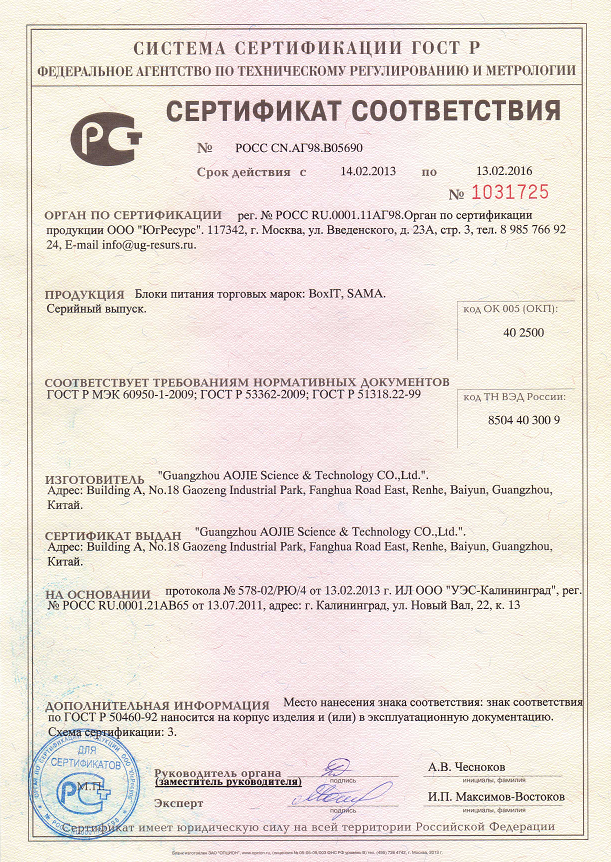 СИСТЕМА СЕРТИФИКАЦИИ ГОСТ Р
ФЕДЕРАЛЬНОЕ АГЕНТСТВО ПО ТЕХНИЧЕСКОМУ РЕГУЛИРОВАНИЮ И МЕТРОЛОГИИ
СЕРТИФИКАТ СООТВЕТСТВИЯ
№ РОСС CN.АГ98.В05690
Срок действия с 14.02.2013 по 13.02.2016
№ 1031725
ОРГАН ПО СЕРТИФИКАЦИИ рег. № РОСС RU.0001.11АГ98.Орган по сертификации
продукции ООО "ЮгРесурс". 117342, г. Москва, ул. Введенского, д. 23А, стр. 3, тел. 8 985 766 92
24, E-mail info@ug-resurs.ru.
ПРОДУКЦИЯ Блоки питания торговых марок: BoxIT, SAMA.
Серийный выпуск.
код ОК 005 (ОКП):
40 2500
СООТВЕТСТВУЕТ ТРЕБОВАНИЯМ НОРМАТИВНЫХ ДОКУМЕНТОВ
ГОСТ Р МЭК 60950-1-2009; ГОСТ Р 53362-2009; ГОСТ Р 51318.22-99
код ТН ВЭД России:
8504 40 300 9
ИЗГОТОВИТЕЛЬ "Guangzhou AOJIE Science & Technology CO.,Ltd.".
Адрес: Building A, No.18 Gaozeng Industrial Park, Fanghua Road East, Renhe, Baiyun, Guangzhou,
Китай.
СЕРТИФИКАТ ВЫДАН "Guangzhou AOJIE Science & Technology CO.,Ltd.".
Адрес: Building A, No.18 Gaozeng Industrial Park, Fanghua Road East, Renhe, Baiyun, Guangzhou,
Китай.
НА ОСНОВАНИИ протокола № 578-02/РЮ/4 от 13.02.2013 г. ИЛ ООО "УЭС-Калининград", рег.
№ РОСС RU.0001.21АВ65 от 13.07.2011, адрес: г. Калининград, ул. Новый Вал, 22, к. 13
ДОПОЛНИТЕЛЬНАЯ ИНФОРМАЦИЯ Место нанесения знака соответствия: знак соответствия
по ГОСТ Р 50460-92 наносится на корпус изделия и (или) в эксплуатационную документацию.
Схема сертификации: 3.
ДЛЯ
СЕРТИФИКАТОВ
М.П.
Руководитель органа
(заместитель руководителя)
подпись
А.В. Чесноков
инициалы, фамилия
Эксперт
подпись
И.П. Максимов-Востоков
инициалы, фамилия
Сертификат имеет юридическую силу на всей территории Российской Федерации